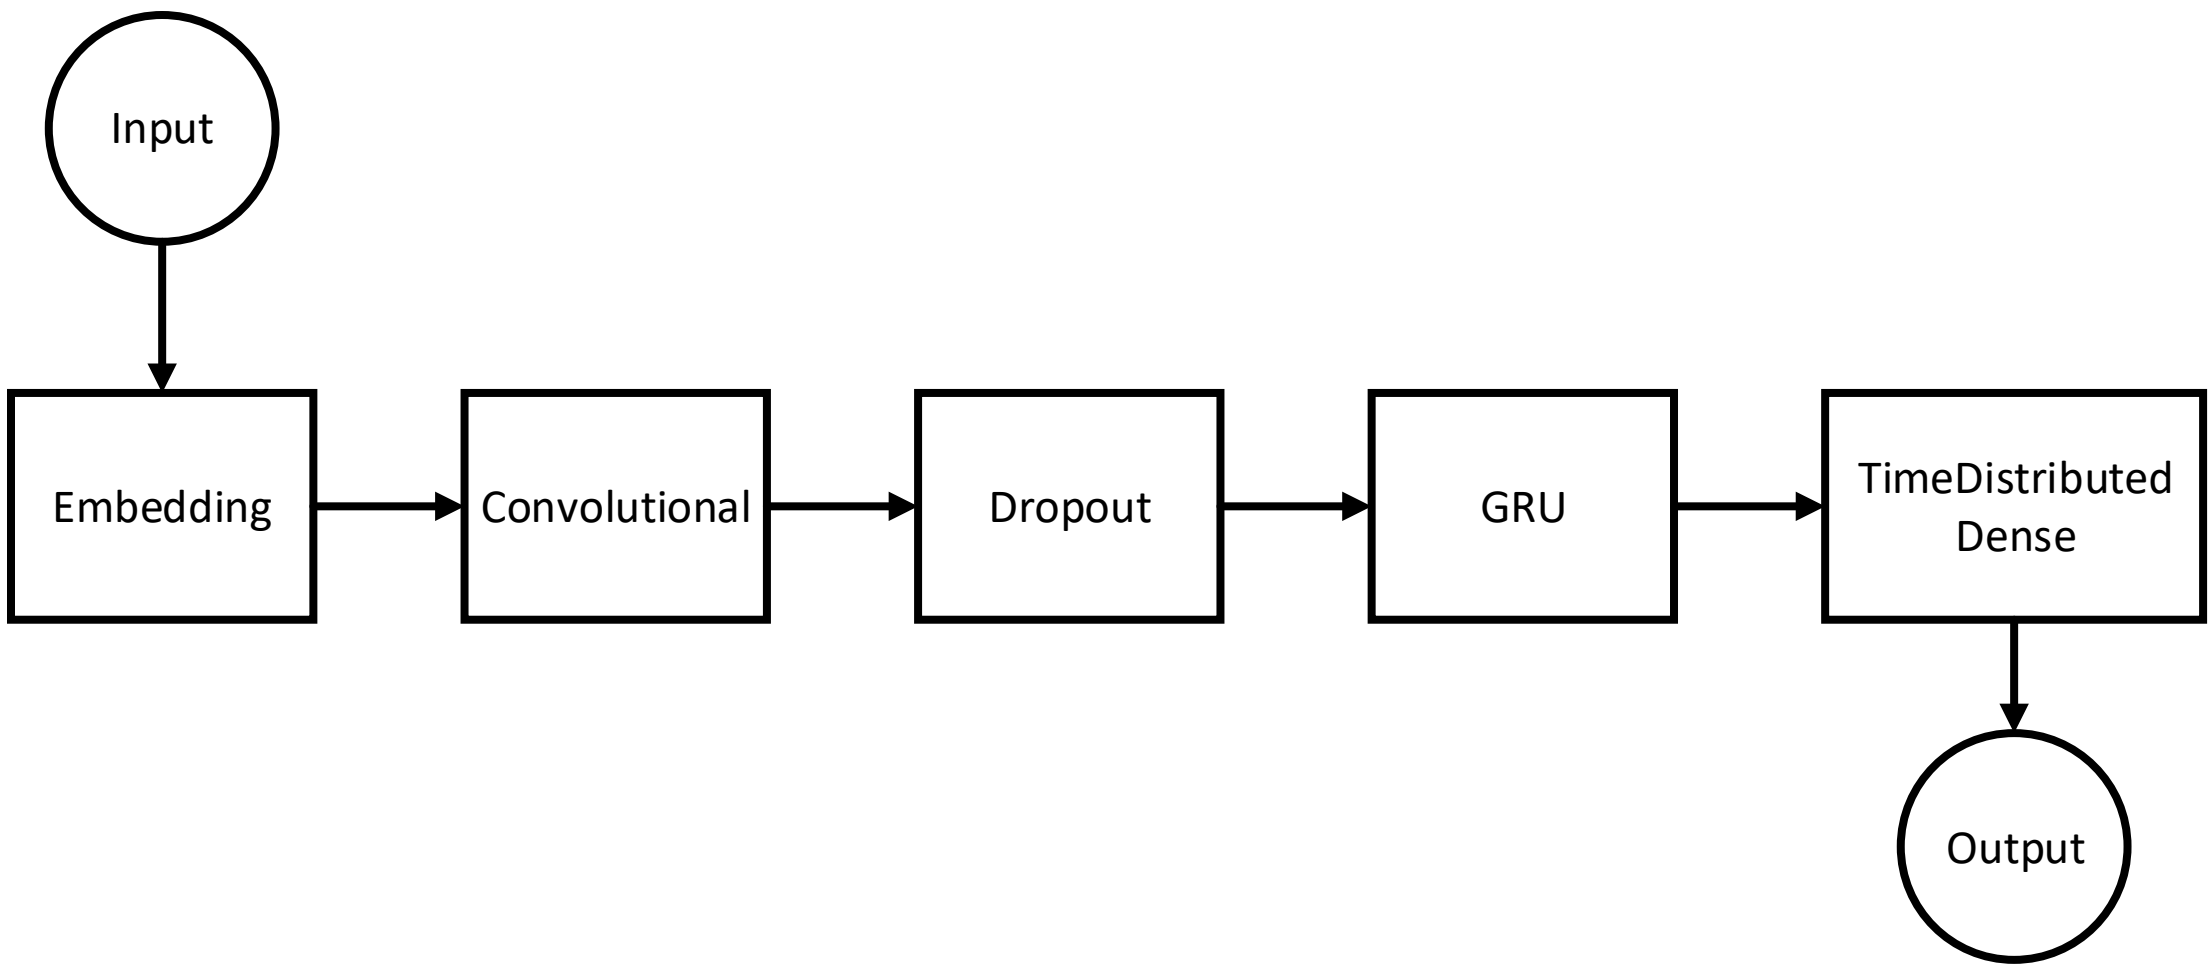 Input
Embedding
Convolutional
Dropout
GRU
TimeDistributed
Dense
Output